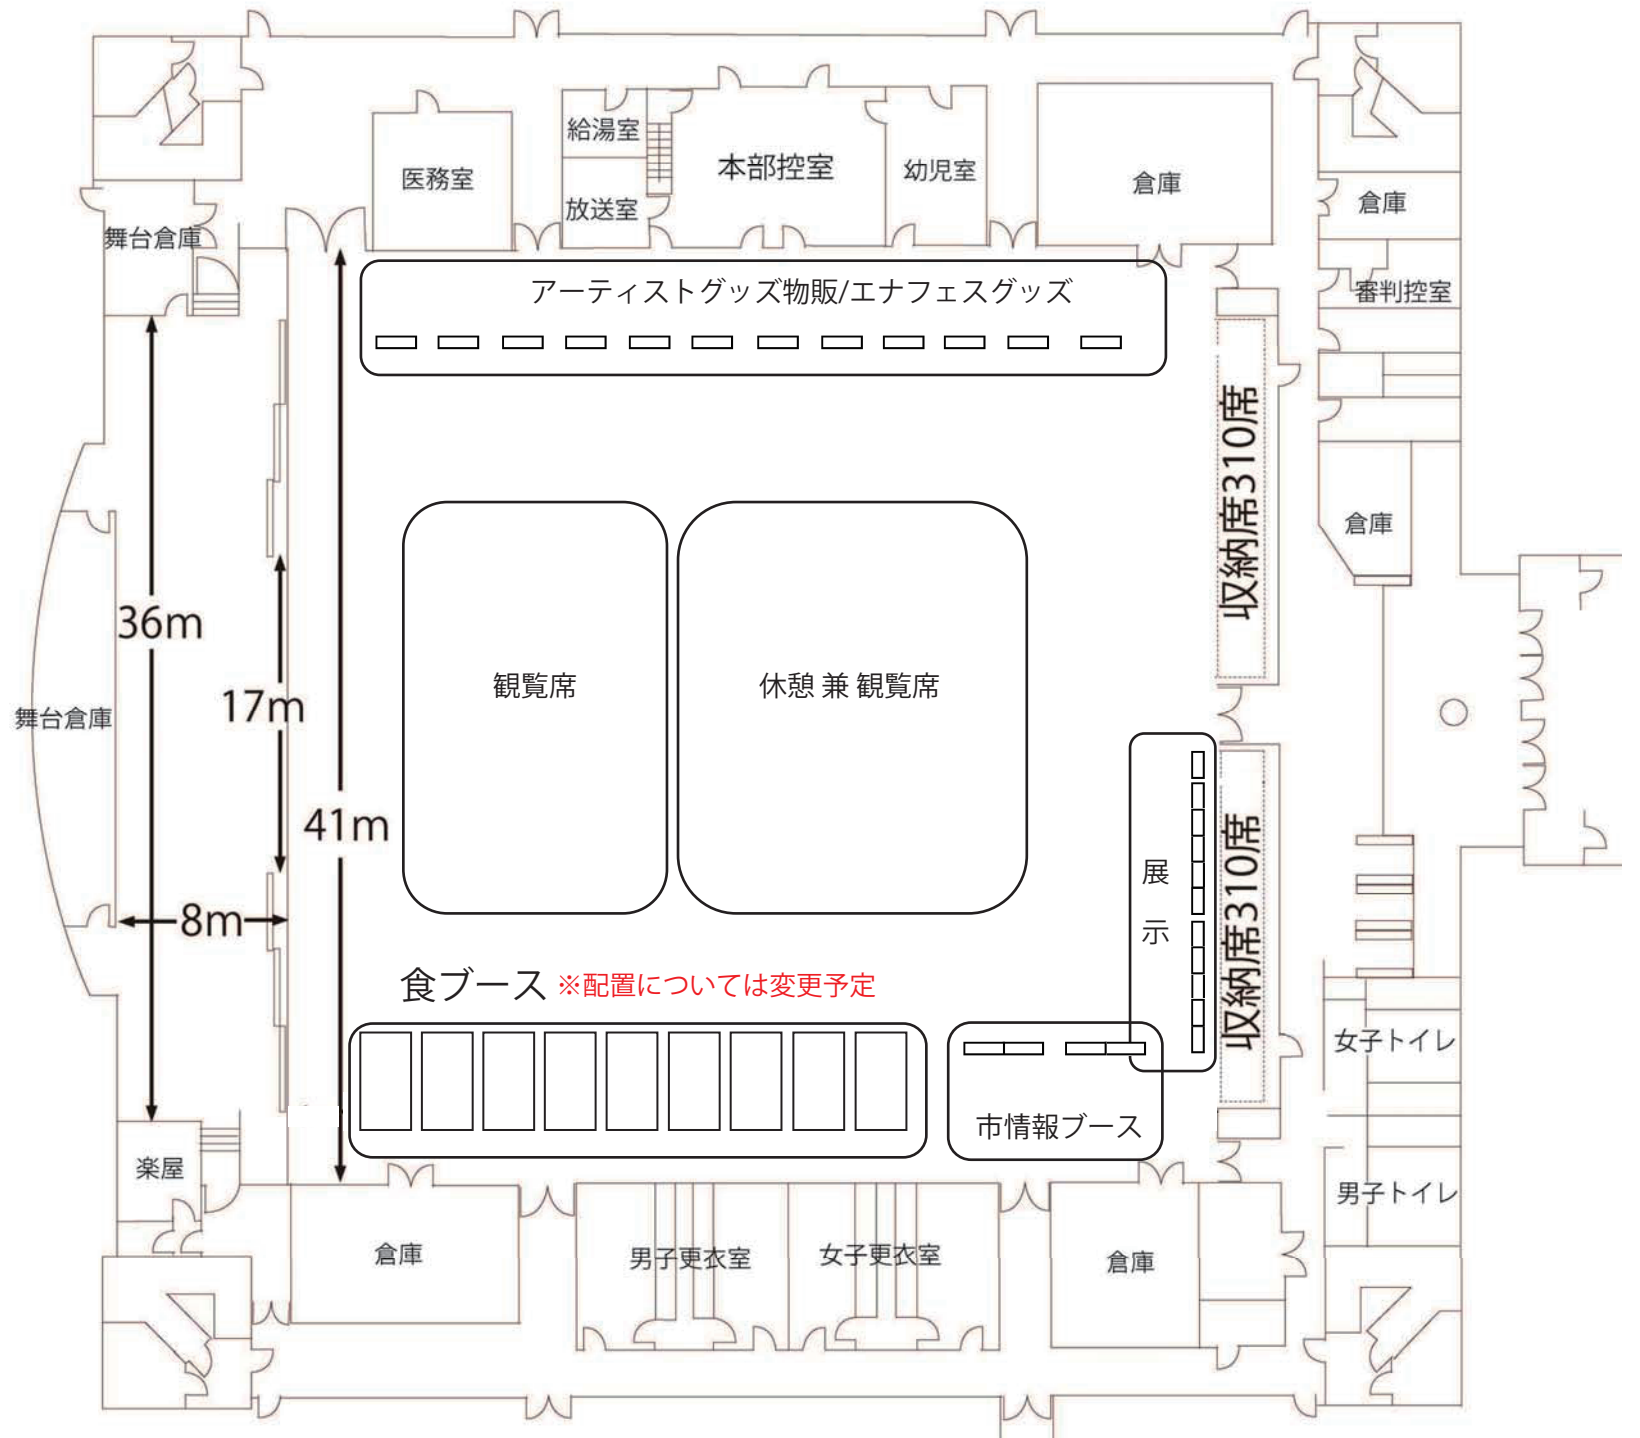 給湯室
本部控室
幼児室
医務室
倉庫
放送室
倉庫
舞台倉庫
審判控室
アーティストグッズ物販/エナフェスグッズ
収納席310席
倉庫
36m
観覧席
休憩 兼 観覧席
17m
舞台倉庫
41m
展
示
8m
収納席310席
食ブース ※配置については変更予定
女子トイレ
市情報ブース
楽屋
男子トイレ
倉庫
男子更衣室
女子更衣室
倉庫